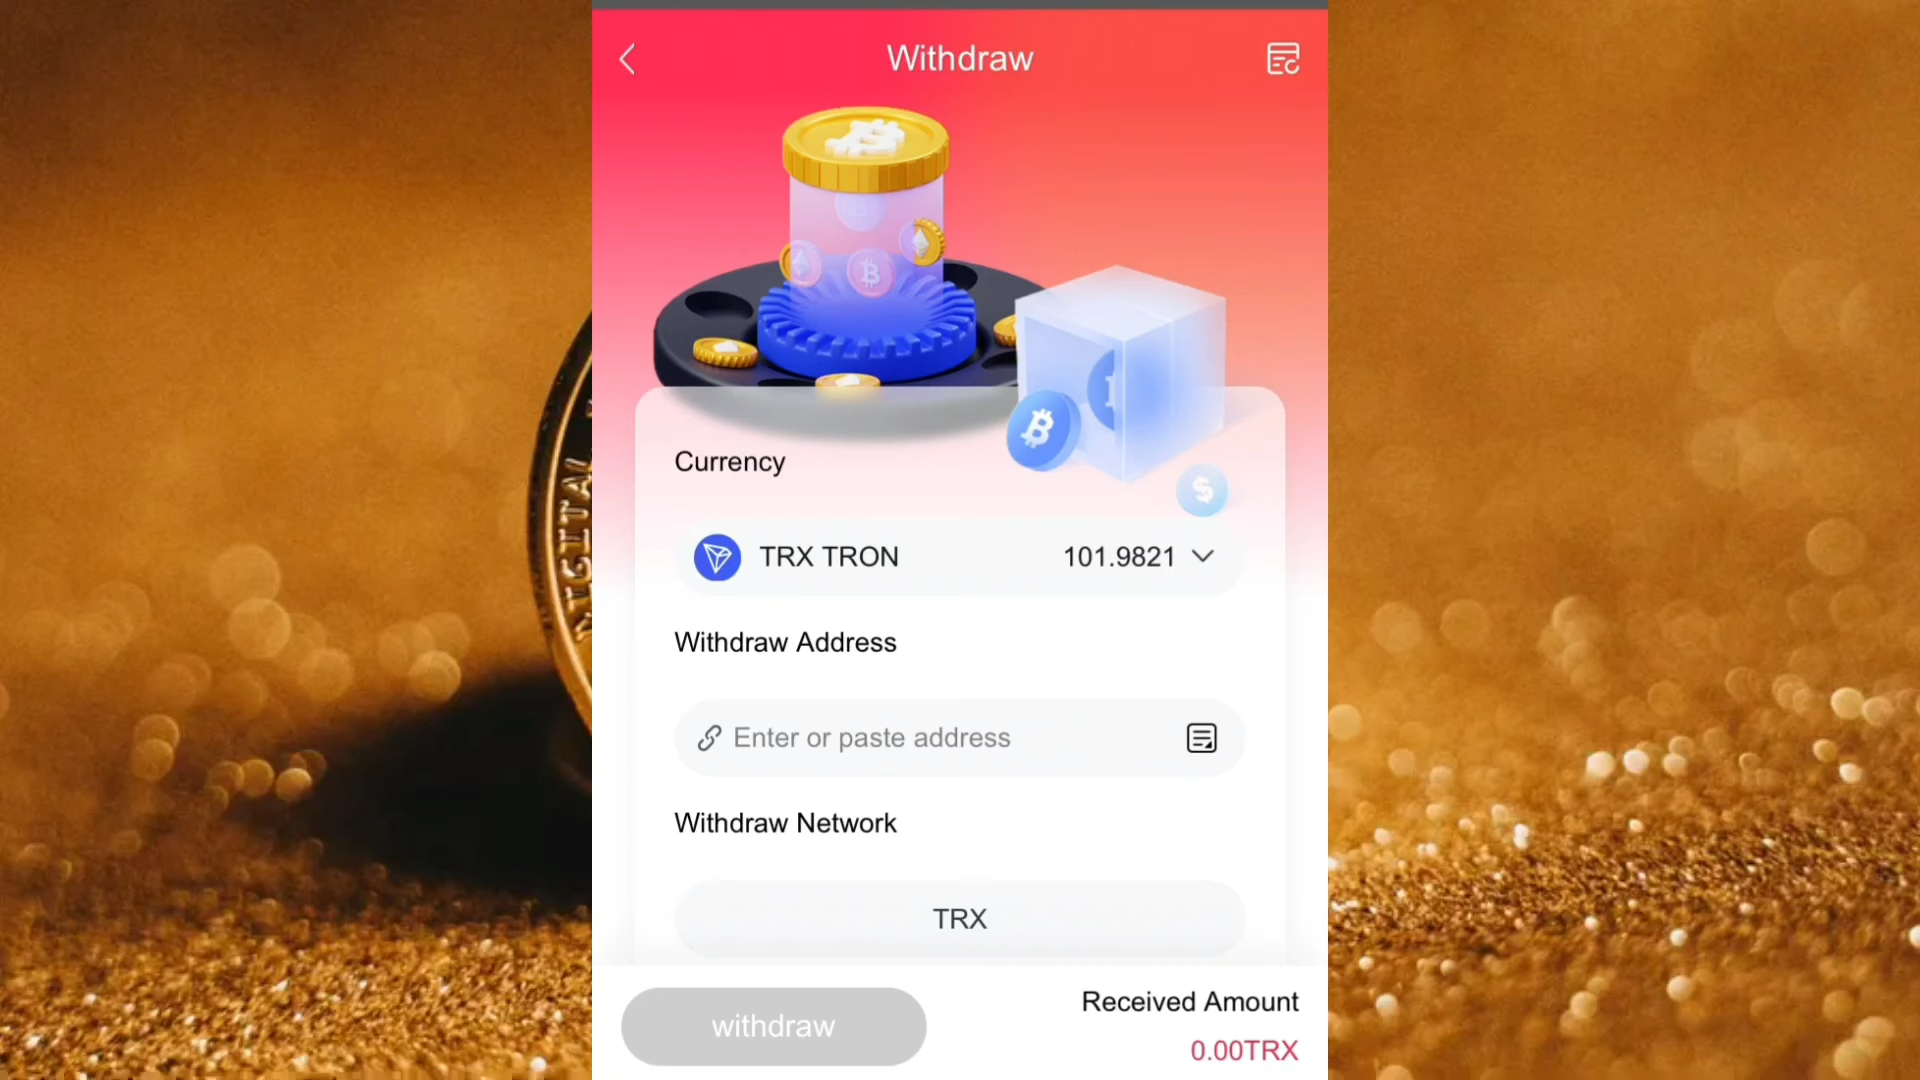 Withdraw
DIGITAL
Currency
TRX TRON 101.9821
Withdraw Address
Enter or paste address
Withdraw Network
TRX
withdraw
Received Amount
0.00TRX